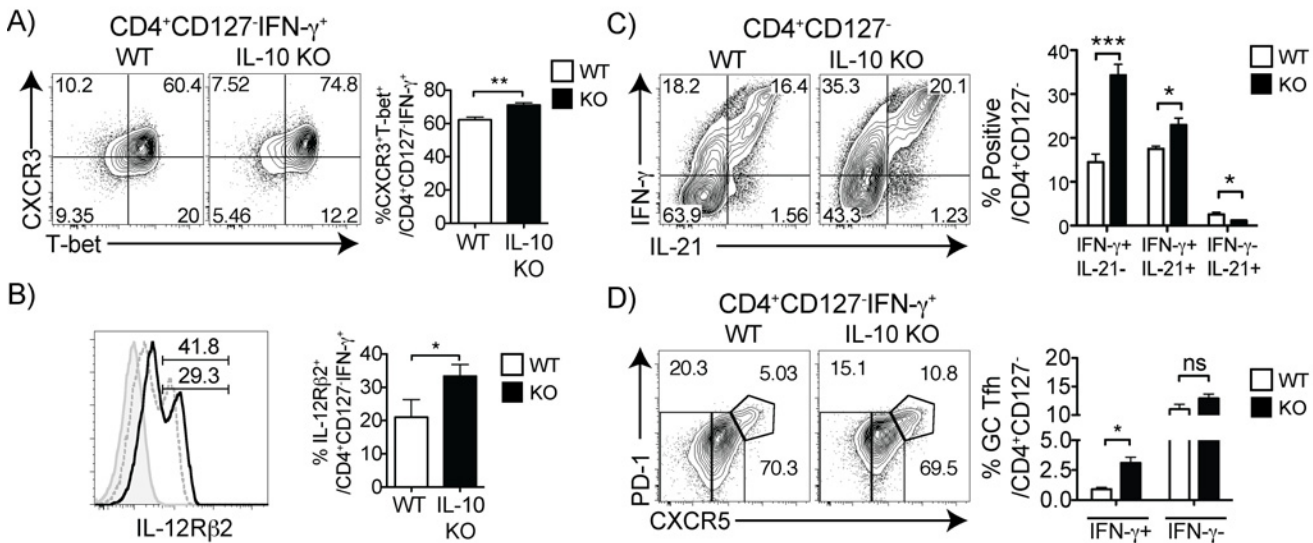 A)
CD4⁺CD127⁻IFN-γ⁺
WT
IL-10 KO
10.2
60.4
7.52
74.8
9.35
20
5.46
12.2
CXCR3
T-bet
%CXCR3⁺T-bet⁺
/CD4⁺CD127⁻IFN-γ⁺
80
60
40
20
0
**
WT
IL-10
KO
WT
KO
B)
41.8
29.3
IL-12Rβ2
% IL-12Rβ2⁺
/CD4⁺CD127⁻IFN-γ⁺
40
30
20
10
0
*
WT
IL-10
KO
WT
KO
C)
CD4⁺CD127⁻
WT
IL-10 KO
18.2
16.4
35.3
20.1
63.9
1.56
43.3
1.23
IFN-γ
IL-21
% Positive
/CD4⁺CD127⁻
40
30
20
10
0
***
*
*
IFN-γ+
IL-21-
IFN-γ+
IL-21+
IFN-γ-
IL-21+
WT
KO
D)
CD4⁺CD127⁻IFN-γ⁺
WT
IL-10 KO
20.3
5.03
70.3
15.1
10.8
69.5
PD-1
CXCR5
% GC Tfh
/CD4⁺CD127⁻
20
15
10
5.0
2.5
0.0
*
ns
IFN-γ+
IFN-γ-
WT
KO